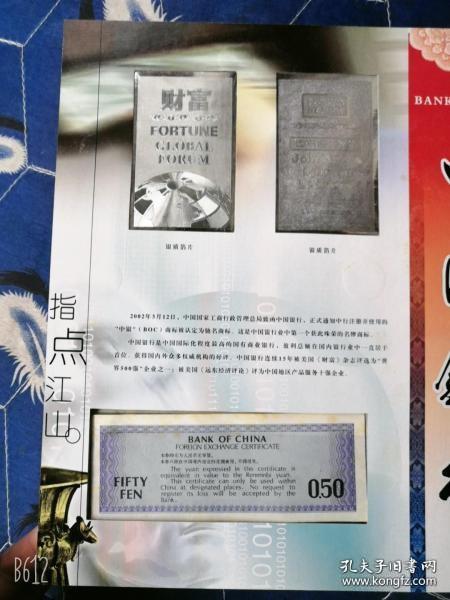 BANK
财富
FORTUNE
GLOBAL
FORUM
银质箔片
指点江山。
2002年3月12日，中国国家工商行政管理总局致函中国银行，正式通知中行注册并使用的
“中银”（BOC）商标被认定为驰名商标。这是中国银行业中第一个获此殊荣的名牌商标。
中国银行是中国国际化程度最高的国有商业银行，盈利总额在国内银行业中一直居于
首位，获得国内外众多权威机构的好评。中国银行连续15年被美国《财富》杂志评选为“世
界500强”企业之一；被美国《远东经济评论》评为中国地区产品服务十强企业。
BANK OF CHINA
FOREIGN EXCHANGE CERTIFICATE
FIFTY
FEN
The yuan expressed in this certificate is
equivalent in value to the Renminbi yuan.
This certificate can only be used within
China at designated places. No request to
register its loss will be accepted by the
Bank.
0.50
B612
孔夫子旧书网
www.kongfz.com